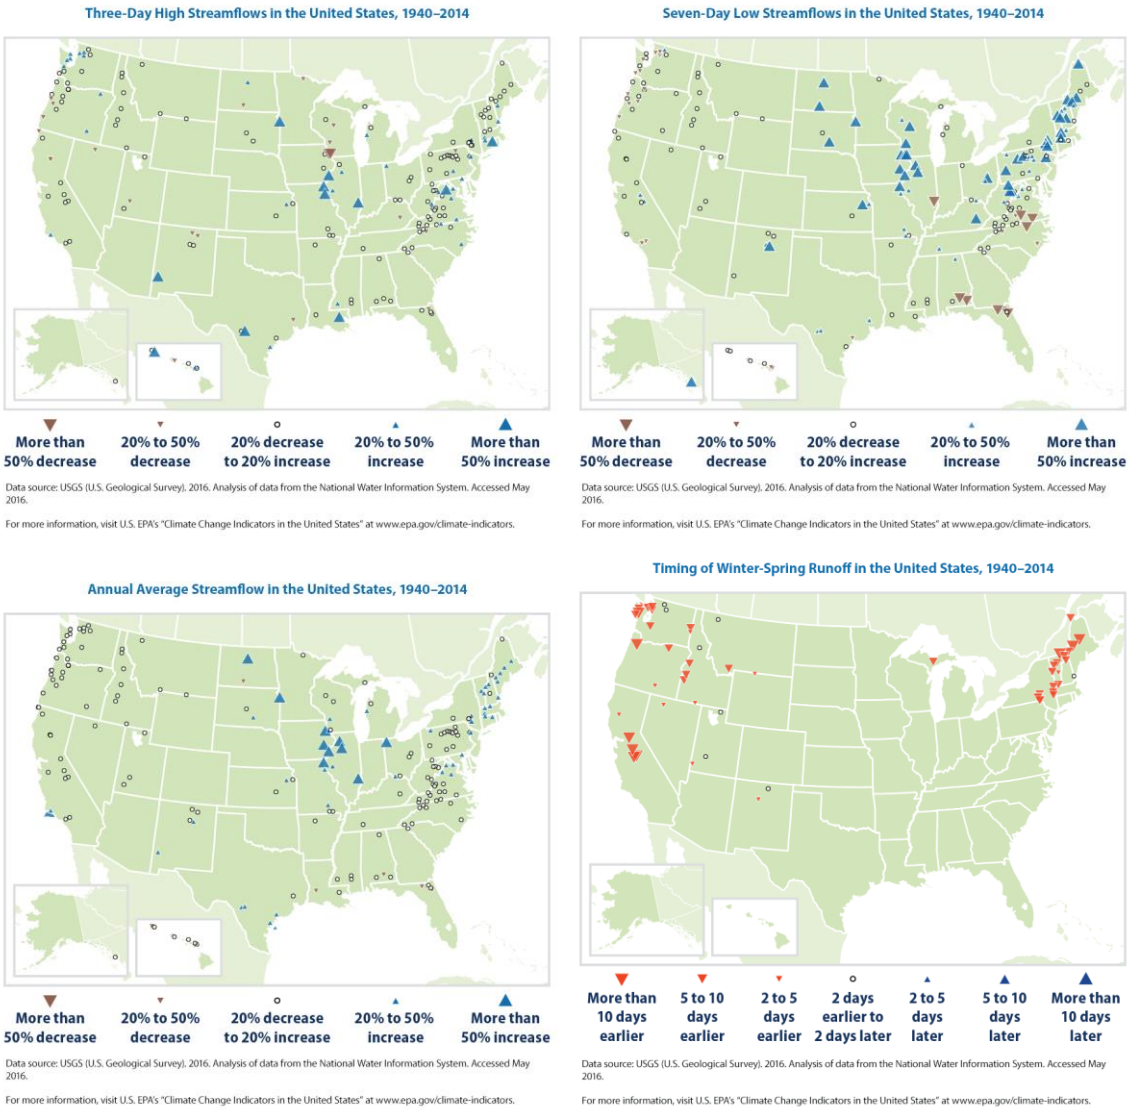 Three-Day High Streamflows in the United States, 1940–2014
More than
50% decrease
20% to 50%
decrease
20% decrease
to 20% increase
20% to 50%
increase
More than
50% increase
Data source: USGS (U.S. Geological Survey). 2016. Analysis of data from the National Water Information System. Accessed May
2016.
For more information, visit U.S. EPA's "Climate Change Indicators in the United States" at www.epa.gov/climate-indicators.
Seven-Day Low Streamflows in the United States, 1940–2014
More than
50% decrease
20% to 50%
decrease
20% decrease
to 20% increase
20% to 50%
increase
More than
50% increase
Data source: USGS (U.S. Geological Survey). 2016. Analysis of data from the National Water Information System. Accessed May
2016.
For more information, visit U.S. EPA's "Climate Change Indicators in the United States" at www.epa.gov/climate-indicators.
Annual Average Streamflow in the United States, 1940–2014
More than
50% decrease
20% to 50%
decrease
20% decrease
to 20% increase
20% to 50%
increase
More than
50% increase
Data source: USGS (U.S. Geological Survey). 2016. Analysis of data from the National Water Information System. Accessed May
2016.
For more information, visit U.S. EPA's "Climate Change Indicators in the United States" at www.epa.gov/climate-indicators.
Timing of Winter-Spring Runoff in the United States, 1940–2014
More than
10 days
earlier
5 to 10
days
earlier
2 to 5
days
earlier
2 days
earlier to
2 days later
2 to 5
days
later
5 to 10
days
later
More than
10 days
later
Data source: USGS (U.S. Geological Survey). 2016. Analysis of data from the National Water Information System. Accessed May
2016.
For more information, visit U.S. EPA's "Climate Change Indicators in the United States" at www.epa.gov/climate-indicators.